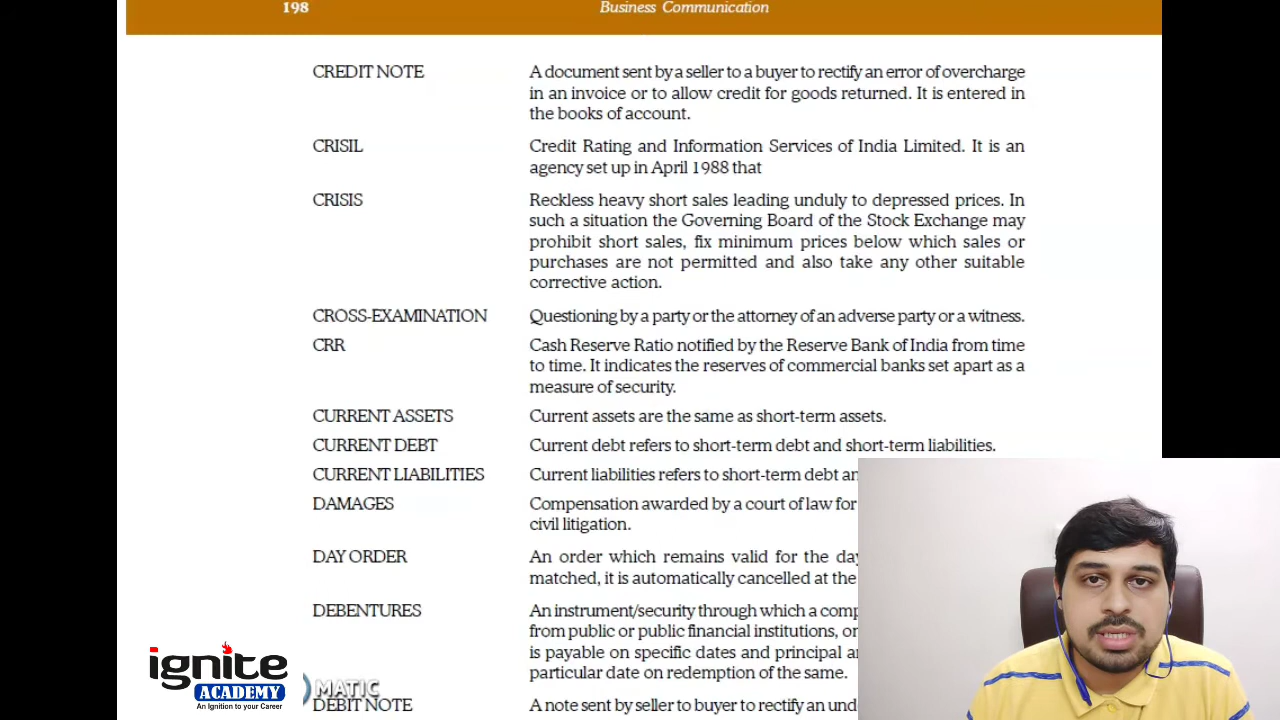 198 Business Communication
CREDIT NOTE A document sent by a seller to a buyer to rectify an error of overcharge
in an invoice or to allow credit for goods returned. It is entered in
the books of account.
CRISIL Credit Rating and Information Services of India Limited. It is an
agency set up in April 1988 that
CRISIS Reckless heavy short sales leading unduly to depressed prices. In
such a situation the Governing Board of the Stock Exchange may
prohibit short sales, fix minimum prices below which sales or
purchases are not permitted and also take any other suitable
corrective action.
CROSS-EXAMINATION Questioning by a party or the attorney of an adverse party or a witness.
CRR Cash Reserve Ratio notified by the Reserve Bank of India from time
to time. It indicates the reserves of commercial banks set apart as a
measure of security.
CURRENT ASSETS Current assets are the same as short-term assets.
CURRENT DEBT Current debt refers to short-term debt and short-term liabilities.
CURRENT LIABILITIES Current liabilities refers to short-term debt
DAMAGES Compensation awarded by a court of law for
civil litigation.
DAY ORDER An order which remains valid for the
matched, it is automatically cancelled at the
DEBENTURES An instrument/security through which a
from public or public financial institutions,
is payable on specific dates and principal
particular date on redemption of the same.
DEBIT NOTE A note sent by seller to buyer to rectify an
ignite
ACADEMY
An Ignition to your Career
MATIC